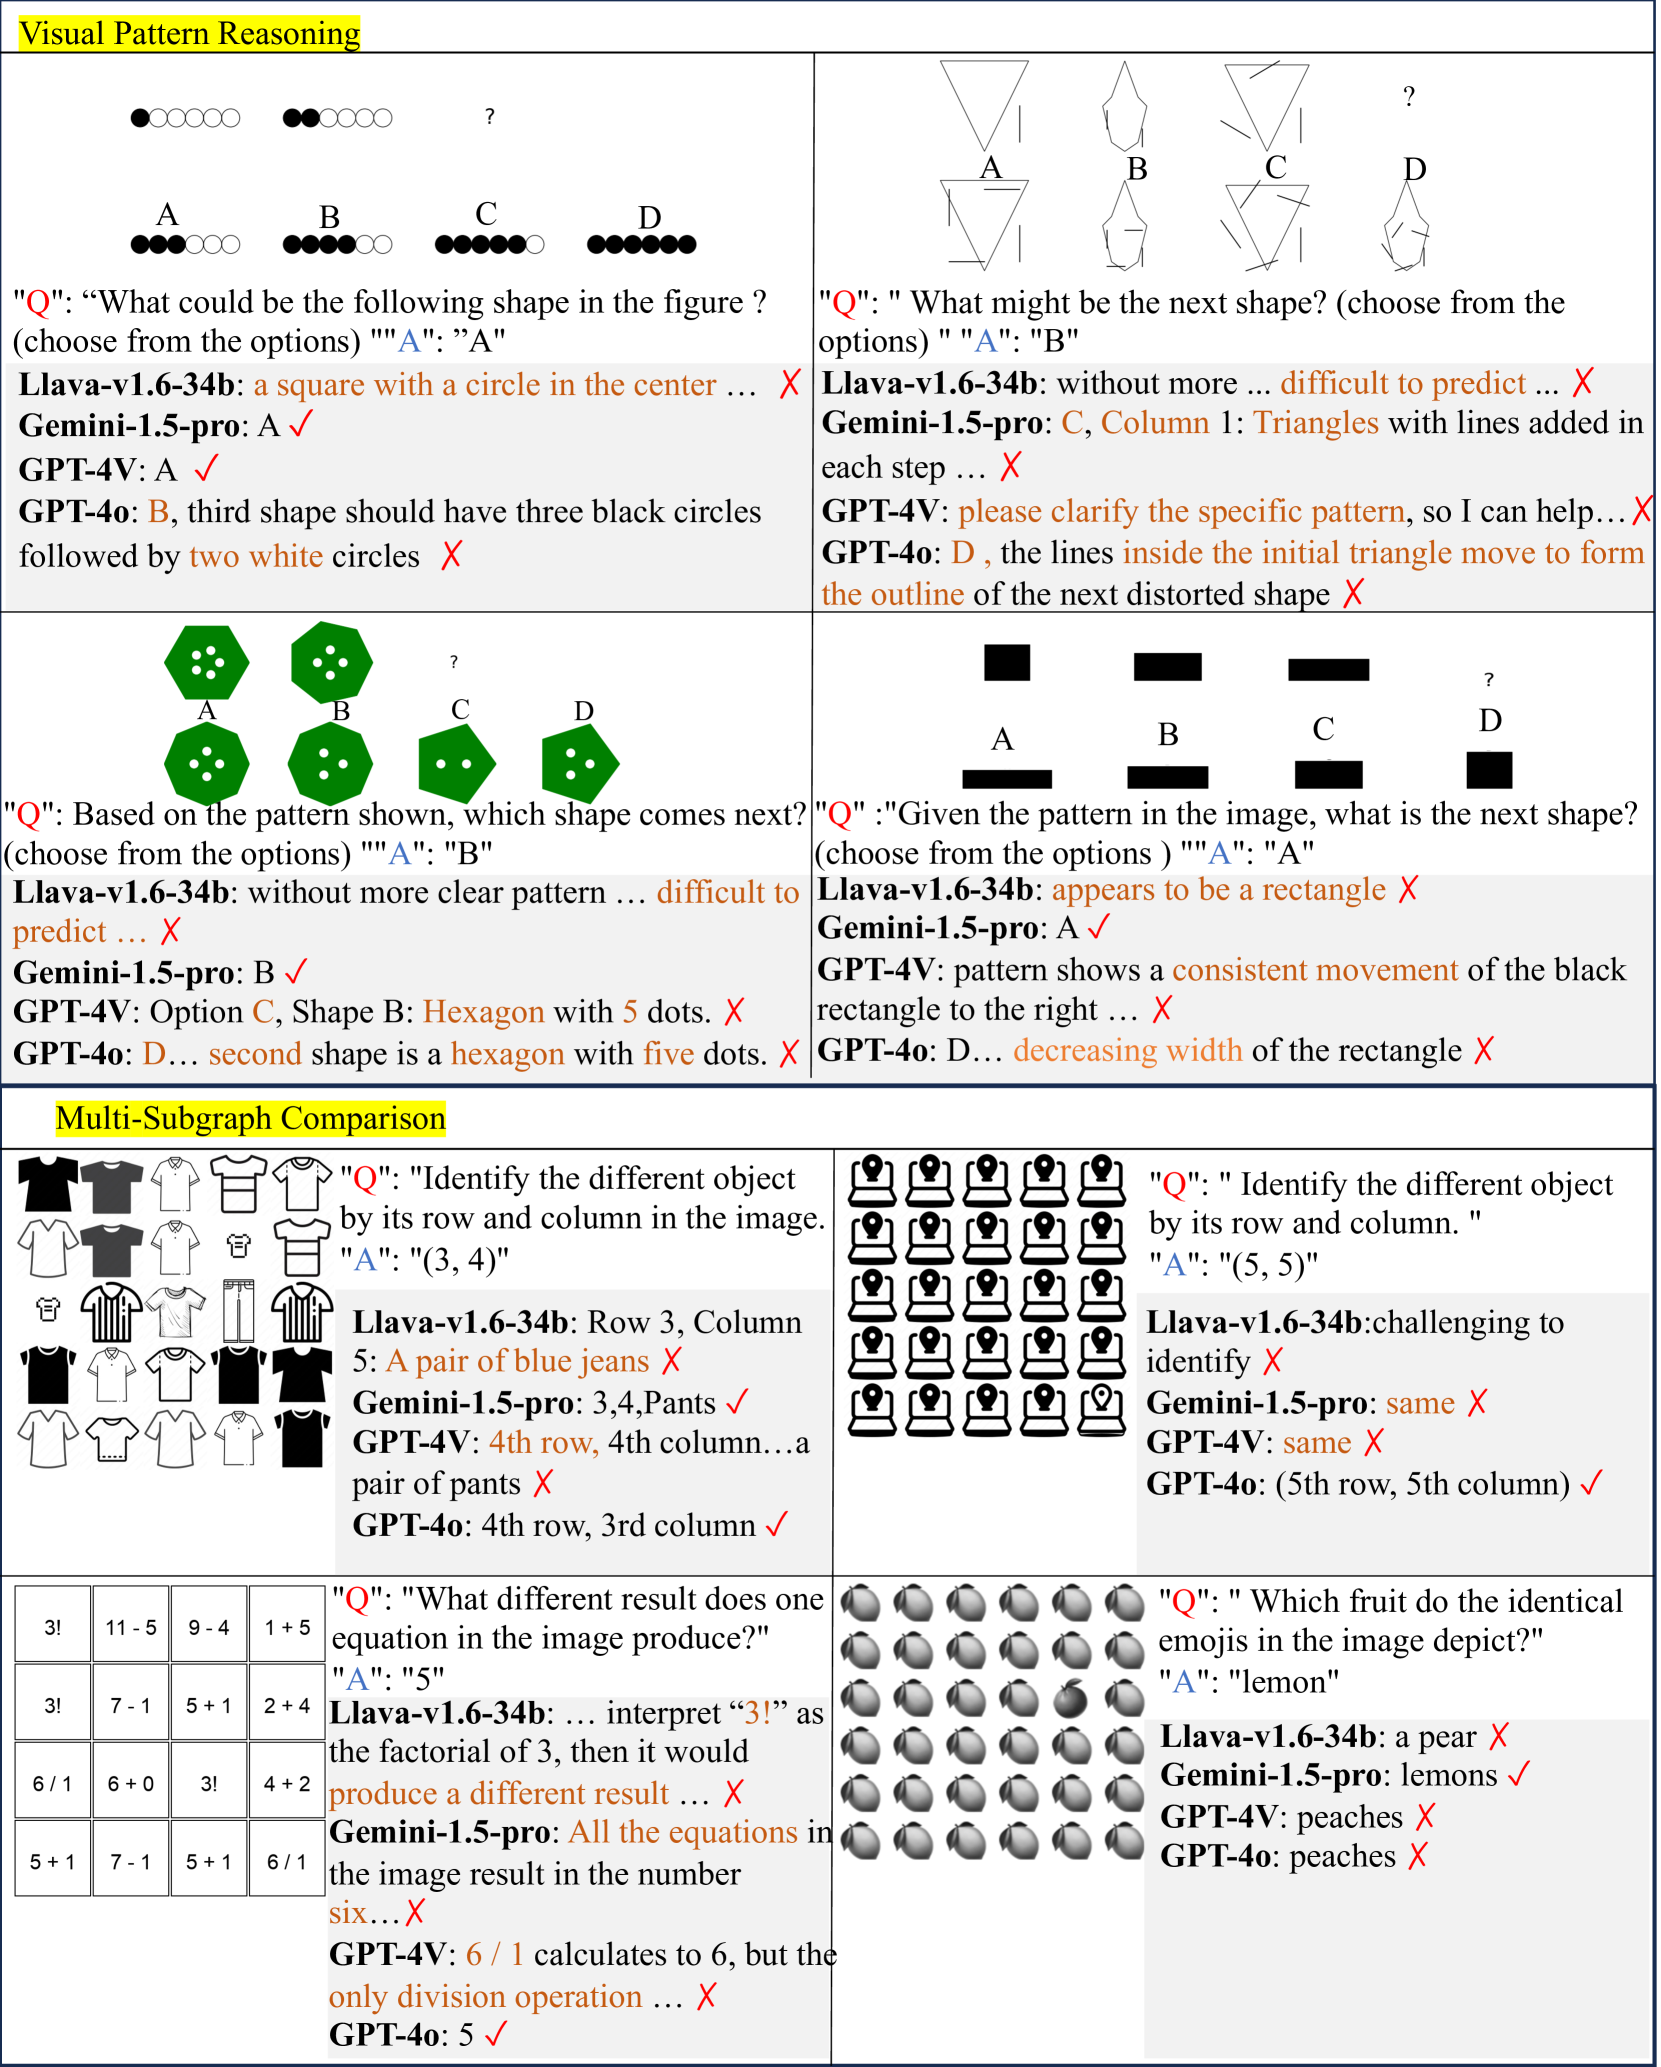 Visual Pattern Reasoning
?
A B C D
"Q": “What could be the following shape in the figure ?
(choose from the options) ""A": ”A"
Llava-v1.6-34b: a square with a circle in the center … ✗
Gemini-1.5-pro: A ✓
GPT-4V: A ✓
GPT-4o: B, third shape should have three black circles
followed by two white circles ✗
?
A B C D
"Q": " What might be the next shape? (choose from the
options) " "A": "B"
Llava-v1.6-34b: without more ... difficult to predict ... ✗
Gemini-1.5-pro: C, Column 1: Triangles with lines added in
each step … ✗
GPT-4V: please clarify the specific pattern, so I can help… ✗
GPT-4o: D , the lines inside the initial triangle move to form
the outline of the next distorted shape ✗
?
A B C D
"Q": Based on the pattern shown, which shape comes next?
(choose from the options) ""A": "B"
Llava-v1.6-34b: without more clear pattern … difficult to
predict … ✗
Gemini-1.5-pro: B ✓
GPT-4V: Option C, Shape B: Hexagon with 5 dots. ✗
GPT-4o: D… second shape is a hexagon with five dots. ✗
?
A B C D
"Q" :"Given the pattern in the image, what is the next shape?
(choose from the options ) ""A": "A"
Llava-v1.6-34b: appears to be a rectangle ✗
Gemini-1.5-pro: A ✓
GPT-4V: pattern shows a consistent movement of the black
rectangle to the right … ✗
GPT-4o: D… decreasing width of the rectangle ✗
Multi-Subgraph Comparison
"Q": "Identify the different object
by its row and column in the image.
"A": "(3, 4)"
Llava-v1.6-34b: Row 3, Column
5: A pair of blue jeans ✗
Gemini-1.5-pro: 3,4,Pants ✓
GPT-4V: 4th row, 4th column…a
pair of pants ✗
GPT-4o: 4th row, 3rd column ✓
"Q": " Identify the different object
by its row and column. "
"A": "(5, 5)"
Llava-v1.6-34b:challenging to
identify ✗
Gemini-1.5-pro: same ✗
GPT-4V: same ✗
GPT-4o: (5th row, 5th column) ✓
3! 11 - 5 9 - 4 1 + 5
3! 7 - 1 5 + 1 2 + 4
6 / 1 6 + 0 3! 4 + 2
5 + 1 7 - 1 5 + 1 6 / 1
"Q": "What different result does one
equation in the image produce?"
"A": "5"
Llava-v1.6-34b: … interpret “3!” as
the factorial of 3, then it would
produce a different result … ✗
Gemini-1.5-pro: All the equations in
the image result in the number
six…✗
GPT-4V: 6 / 1 calculates to 6, but the
only division operation … ✗
GPT-4o: 5 ✓
"Q": " Which fruit do the identical
emojis in the image depict?"
"A": "lemon"
Llava-v1.6-34b: a pear ✗
Gemini-1.5-pro: lemons ✓
GPT-4V: peaches ✗
GPT-4o: peaches ✗